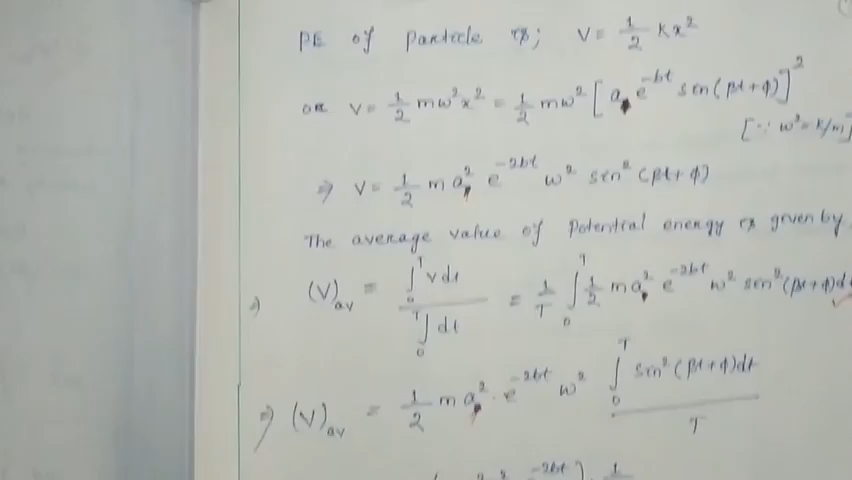 PE of Particle is; V = 1/2 kx²
or V = 1/2 mω²x² = 1/2 mω² [a e^-bt sin(βt+φ)]²
[∵ ω² = k/m]
⇒ V = 1/2 m a² e^-2bt ω² sin² (βt+φ)
The average value of potential energy is given by.
⇒ (V)av = ∫₀ᵀ V dt / ∫₀ᵀ dt = 1/T ∫₀ᵀ 1/2 m a² e^-2bt ω² sin² (βt+φ) dt
⇒ (V)av = 1/2 m a² · e^-2bt ω² ∫₀ᵀ sin² (βt+φ) dt / T